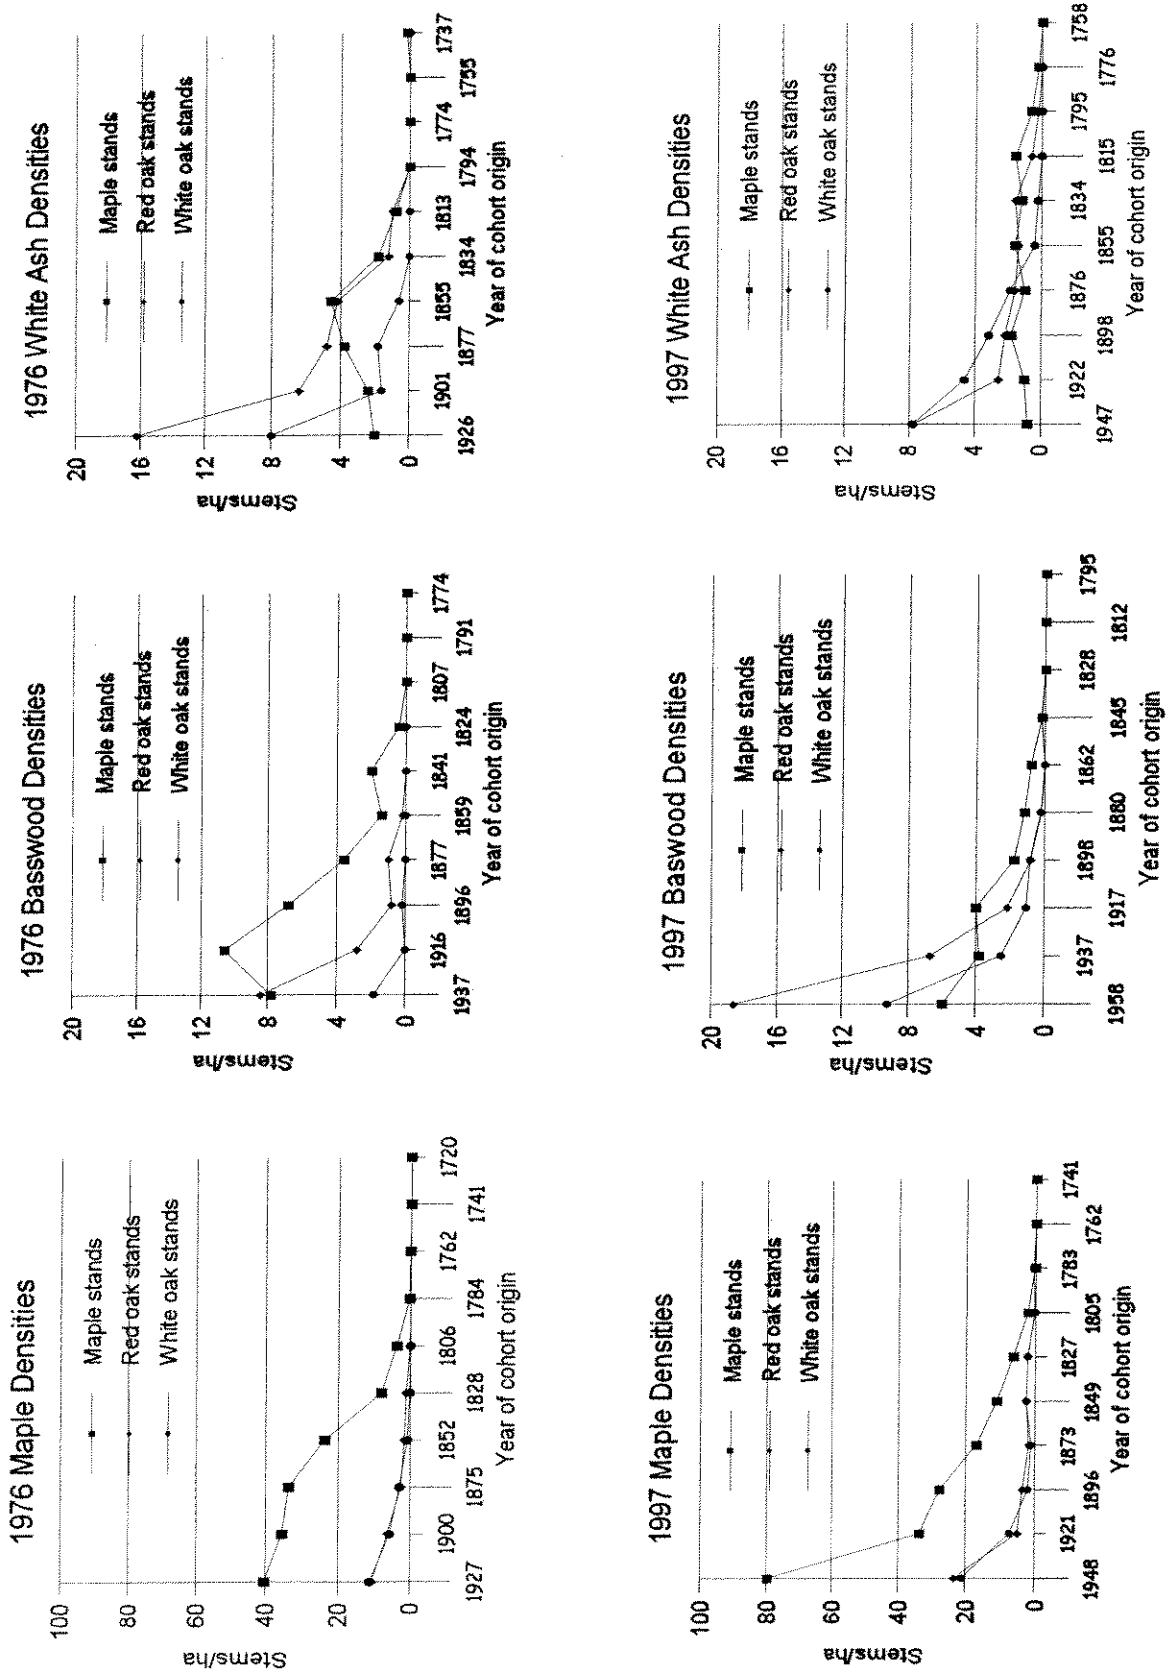 1976 Maple Densities
Maple stands
Red oak stands
White oak stands
Stems/ha
100
80
60
40
20
0
1927
1900
1875
1852
1828
1806
1784
1762
1741
1720
Year of cohort origin
1976 Basswood Densities
Maple stands
Red oak stands
White oak stands
Stems/ha
20
16
12
8
4
0
1937
1916
1896
1877
1859
1841
1824
1807
1791
1774
Year of cohort origin
1976 White Ash Densities
Maple stands
Red oak stands
White oak stands
Stems/ha
20
16
12
8
4
0
1926
1901
1877
1855
1834
1813
1794
1774
1755
1737
Year of cohort origin
1997 Maple Densities
Maple stands
Red oak stands
White oak stands
Stems/ha
100
80
60
40
20
0
1948
1921
1896
1873
1849
1827
1805
1783
1762
1741
Year of cohort origin
1997 Baswood Densities
Maple stands
Red oak stands
White oak stands
Stems/ha
20
16
12
8
4
0
1958
1937
1917
1898
1880
1862
1845
1828
1812
1795
Year of cohort origin
1997 White Ash Densities
Maple stands
Red oak stands
White oak stands
Stems/ha
20
16
12
8
4
0
1947
1922
1898
1876
1855
1834
1815
1795
1776
1758
Year of cohort origin